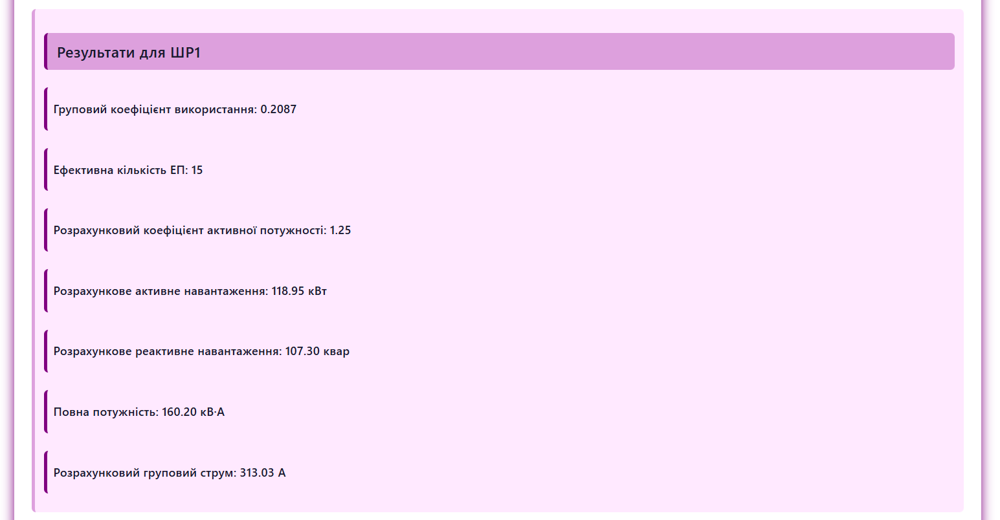 Результати для ШР1
Груповий коефіцієнт використання: 0.2087
Ефективна кількість ЕП: 15
Розрахунковий коефіцієнт активної потужності: 1.25
Розрахункове активне навантаження: 118.95 кВт
Розрахункове реактивне навантаження: 107.30 квар
Повна потужність: 160.20 кВ·А
Розрахунковий груповий струм: 313.03 А